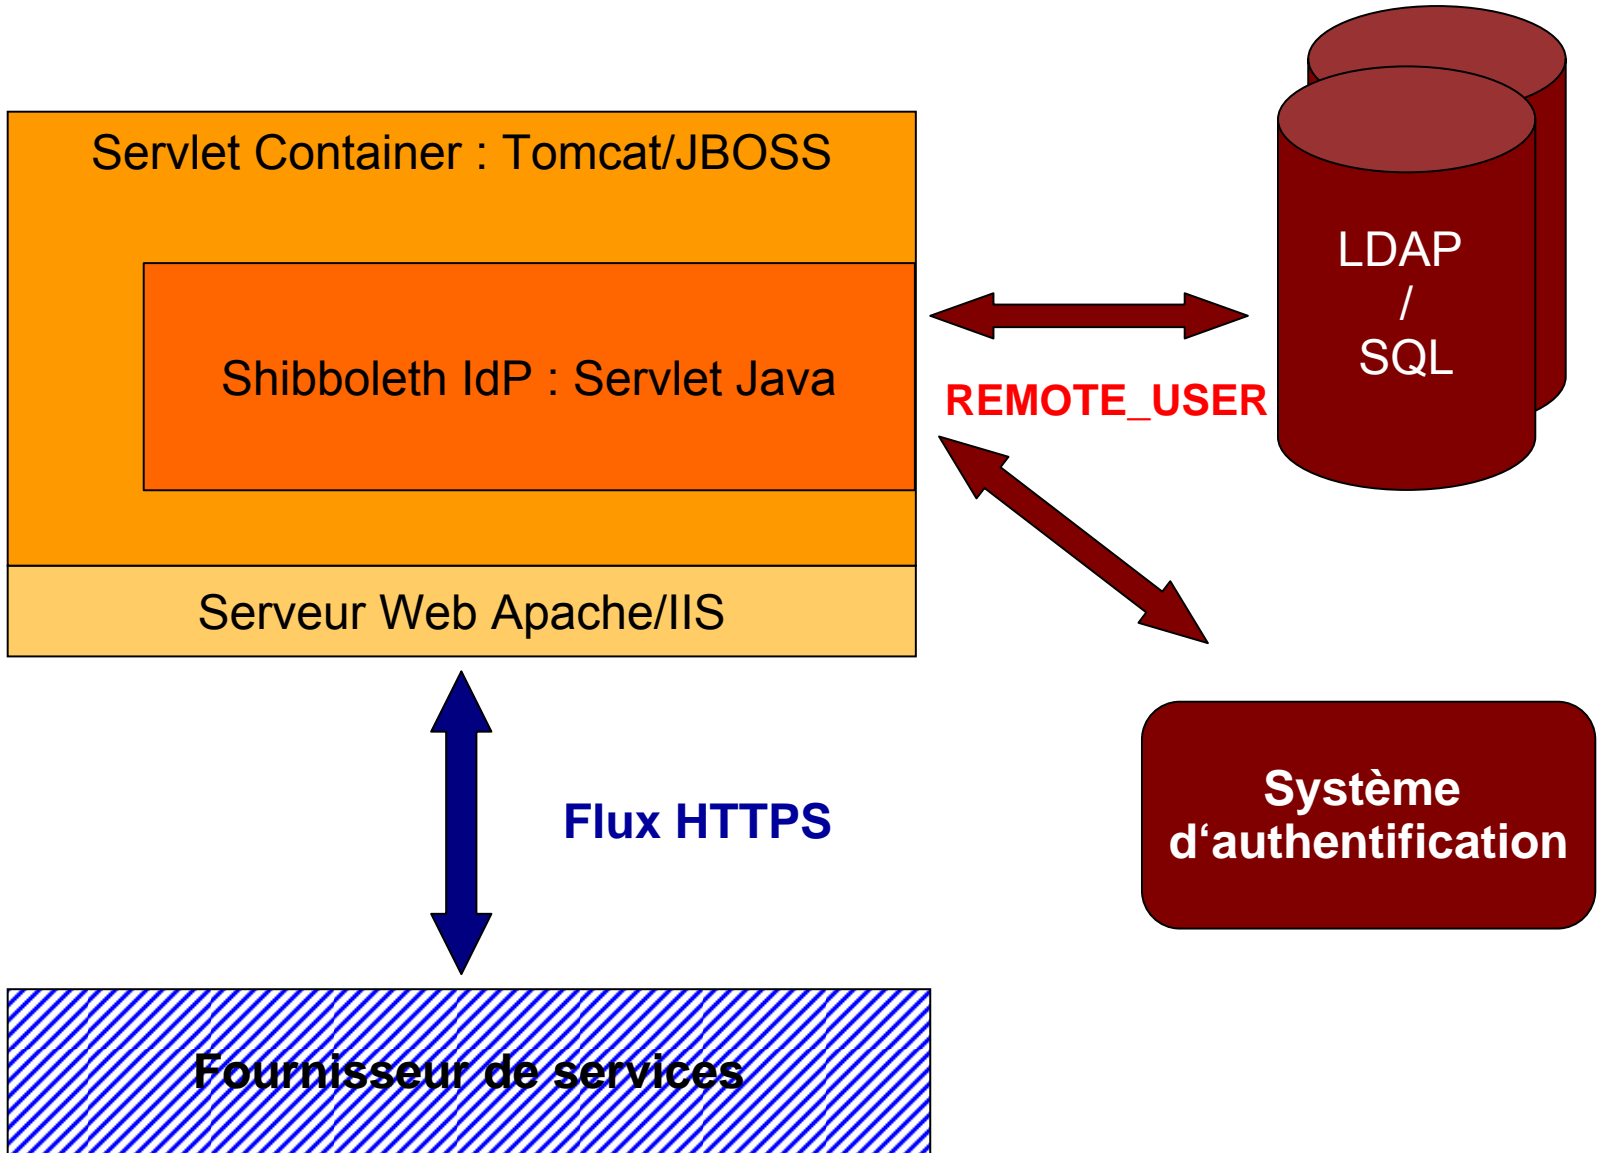 Servlet Container : Tomcat/JBOSS
LDAP
/
SQL
Shibboleth IdP : Servlet Java
REMOTE_USER
Serveur Web Apache/IIS
Système
d‘authentification
Flux HTTPS
Fournisseur de services